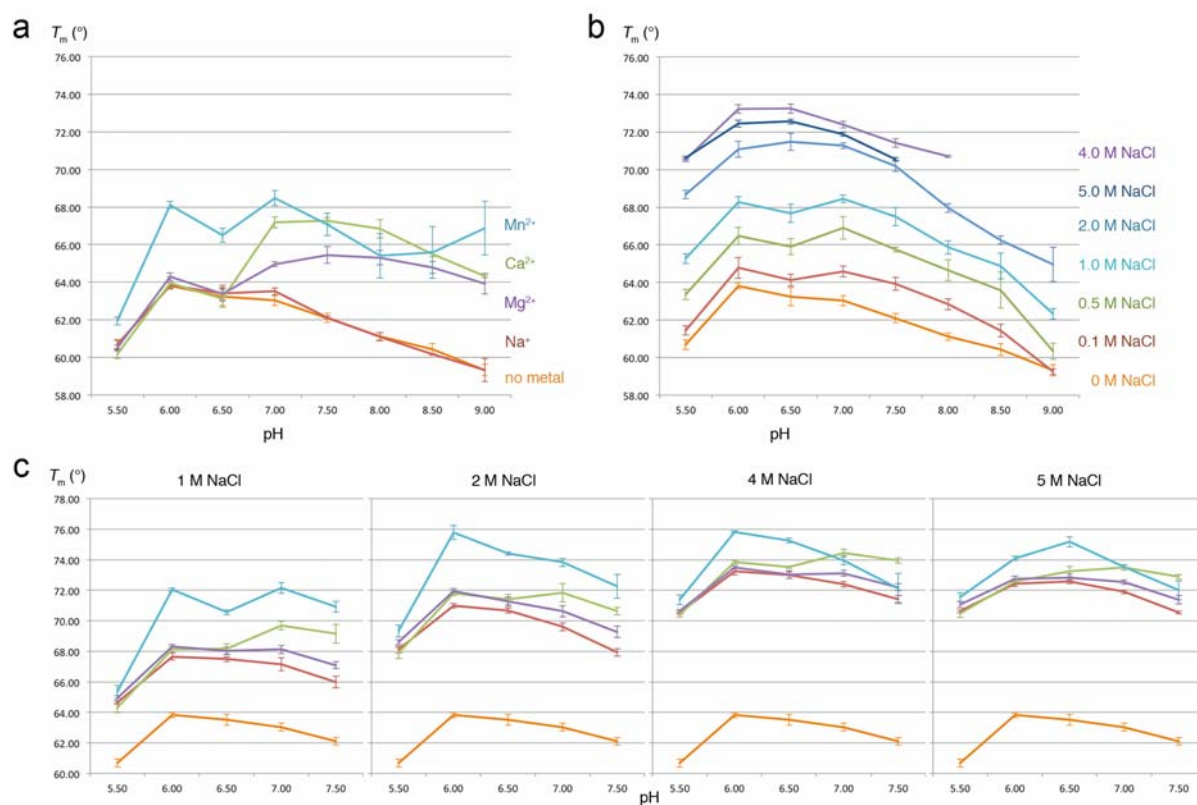 a
Tm (°)
76.00
74.00
72.00
70.00
68.00
66.00
64.00
62.00
60.00
58.00
5.50 6.00 6.50 7.00 7.50 8.00 8.50 9.00
pH
Mn²⁺
Ca²⁺
Mg²⁺
Na⁺
no metal
b
Tm (°)
76.00
74.00
72.00
70.00
68.00
66.00
64.00
62.00
60.00
58.00
5.50 6.00 6.50 7.00 7.50 8.00 8.50 9.00
pH
4.0 M NaCl
5.0 M NaCl
2.0 M NaCl
1.0 M NaCl
0.5 M NaCl
0.1 M NaCl
0 M NaCl
c
Tm (°)
1 M NaCl 2 M NaCl 4 M NaCl 5 M NaCl
78.00
76.00
74.00
72.00
70.00
68.00
66.00
64.00
62.00
60.00
5.50 6.00 6.50 7.00 7.50 5.50 6.00 6.50 7.00 7.50 5.50 6.00 6.50 7.00 7.50 5.50 6.00 6.50 7.00 7.50
pH